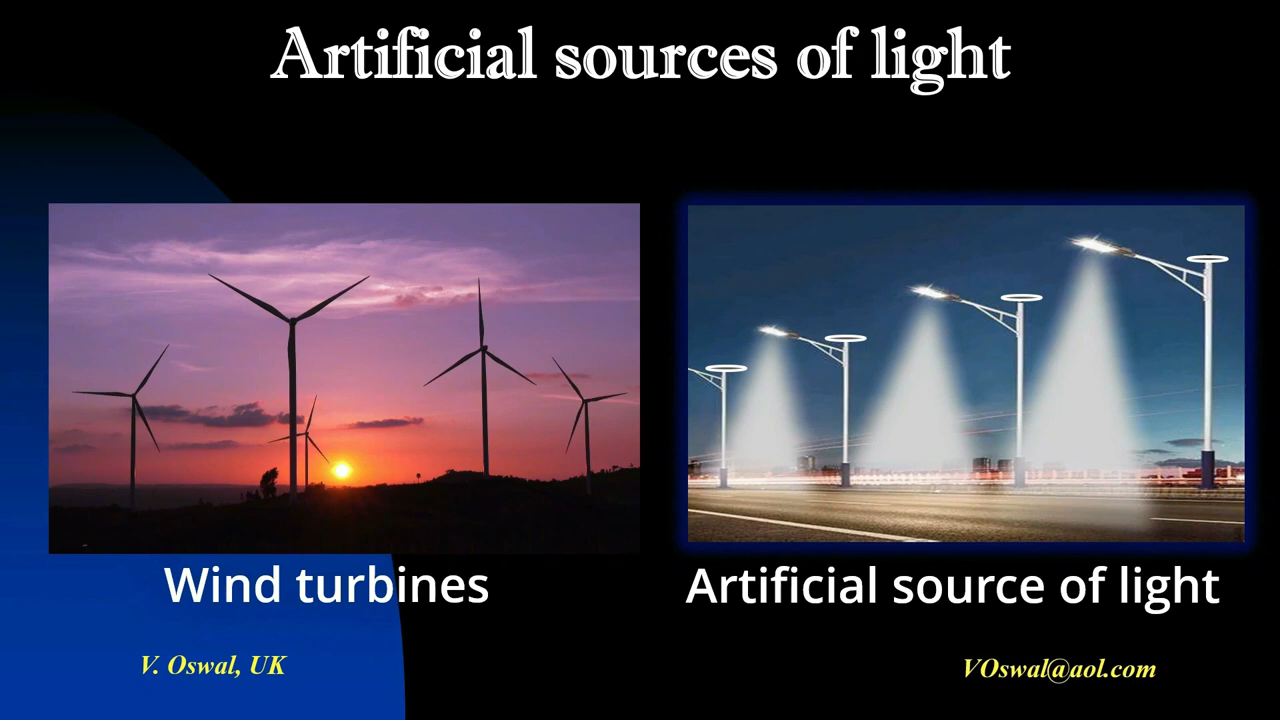 Artificial sources of light
Wind turbines
Artificial source of light
V. Oswal, UK
VOswal@aol.com